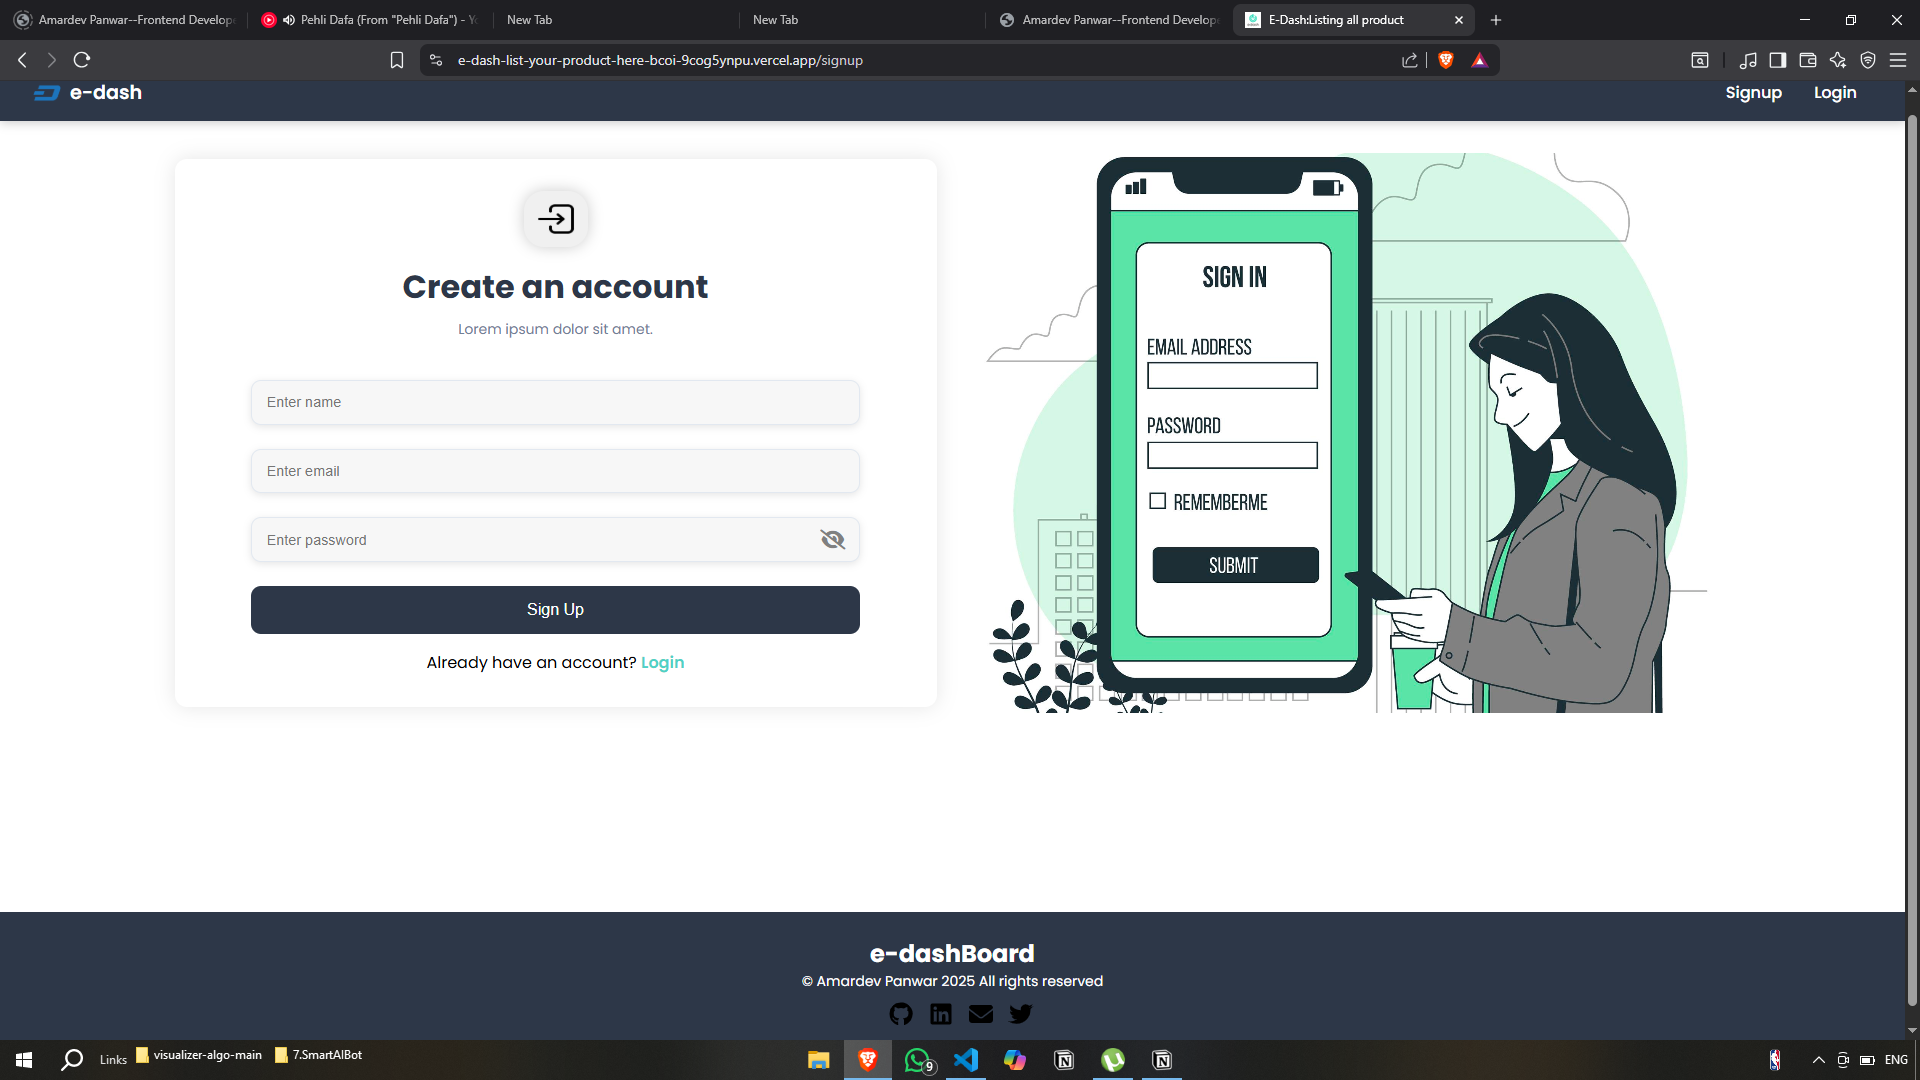 Amardev Panwar--Frontend Develop
Pehli Dafa (From "Pehli Dafa") - Y
New Tab
New Tab
Amardev Panwar--Frontend Develop
E-Dash:Listing all product
e-dash-list-your-product-here-bcoi-9cog5ynpu.vercel.app/signup
e-dash
Signup
Login
Create an account
Lorem ipsum dolor sit amet.
Enter name
Enter email
Enter password
Sign Up
Already have an account? Login
SIGN IN
EMAIL ADDRESS
PASSWORD
REMEMBERME
SUBMIT
e-dashBoard
© Amardev Panwar 2025 All rights reserved
Links
visualizer-algo-main
7.SmartAIBot
9
ENG